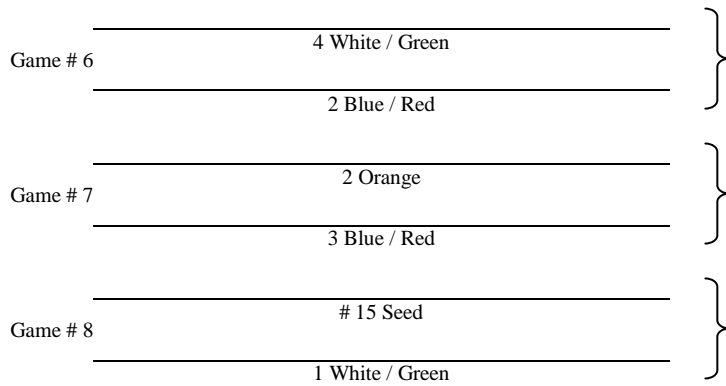 4 White / Green
Game # 6
2 Blue / Red
2 Orange
Game # 7
3 Blue / Red
# 15 Seed
Game # 8
1 White / Green